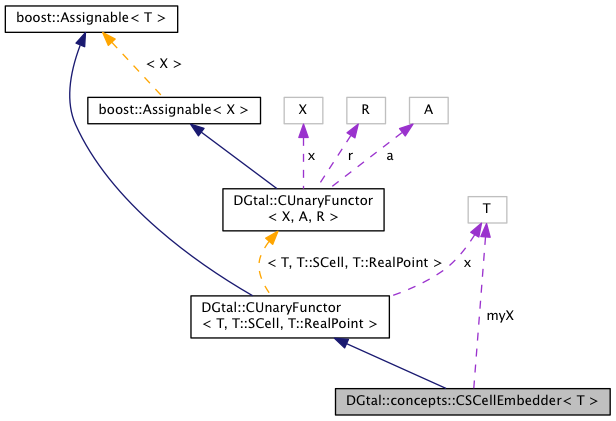 boost::Assignable< T >
< X >
boost::Assignable< X >
X
R
A
x
r
a
DGtal::CUnaryFunctor
< X, A, R >
T
< T, T::SCell, T::RealPoint >
x
DGtal::CUnaryFunctor
< T, T::SCell, T::RealPoint >
myX
DGtal::concepts::CSCellEmbedder< T >